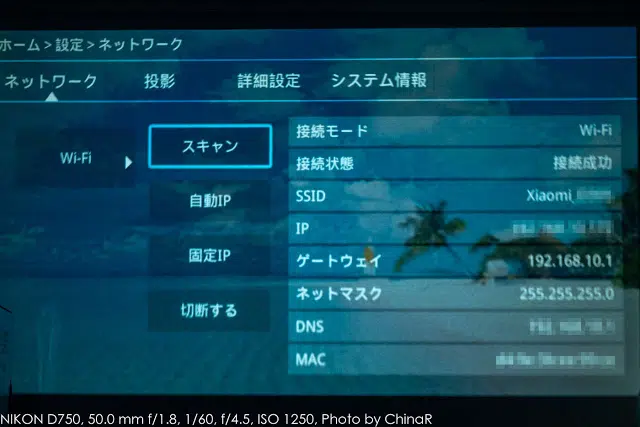 ホーム > 設定 > ネットワーク
ネットワーク 投影 詳細設定 システム情報
Wi-Fi
スキャン
自動IP
固定IP
切断する
接続モード Wi-Fi
接続状態 接続成功
SSID Xiaomi_
IP
ゲートウェイ 192.168.10.1
ネットマスク 255.255.255.0
DNS
MAC
NIKON D750, 50.0 mm f/1.8, 1/60, f/4.5, ISO 1250, Photo by ChinaR